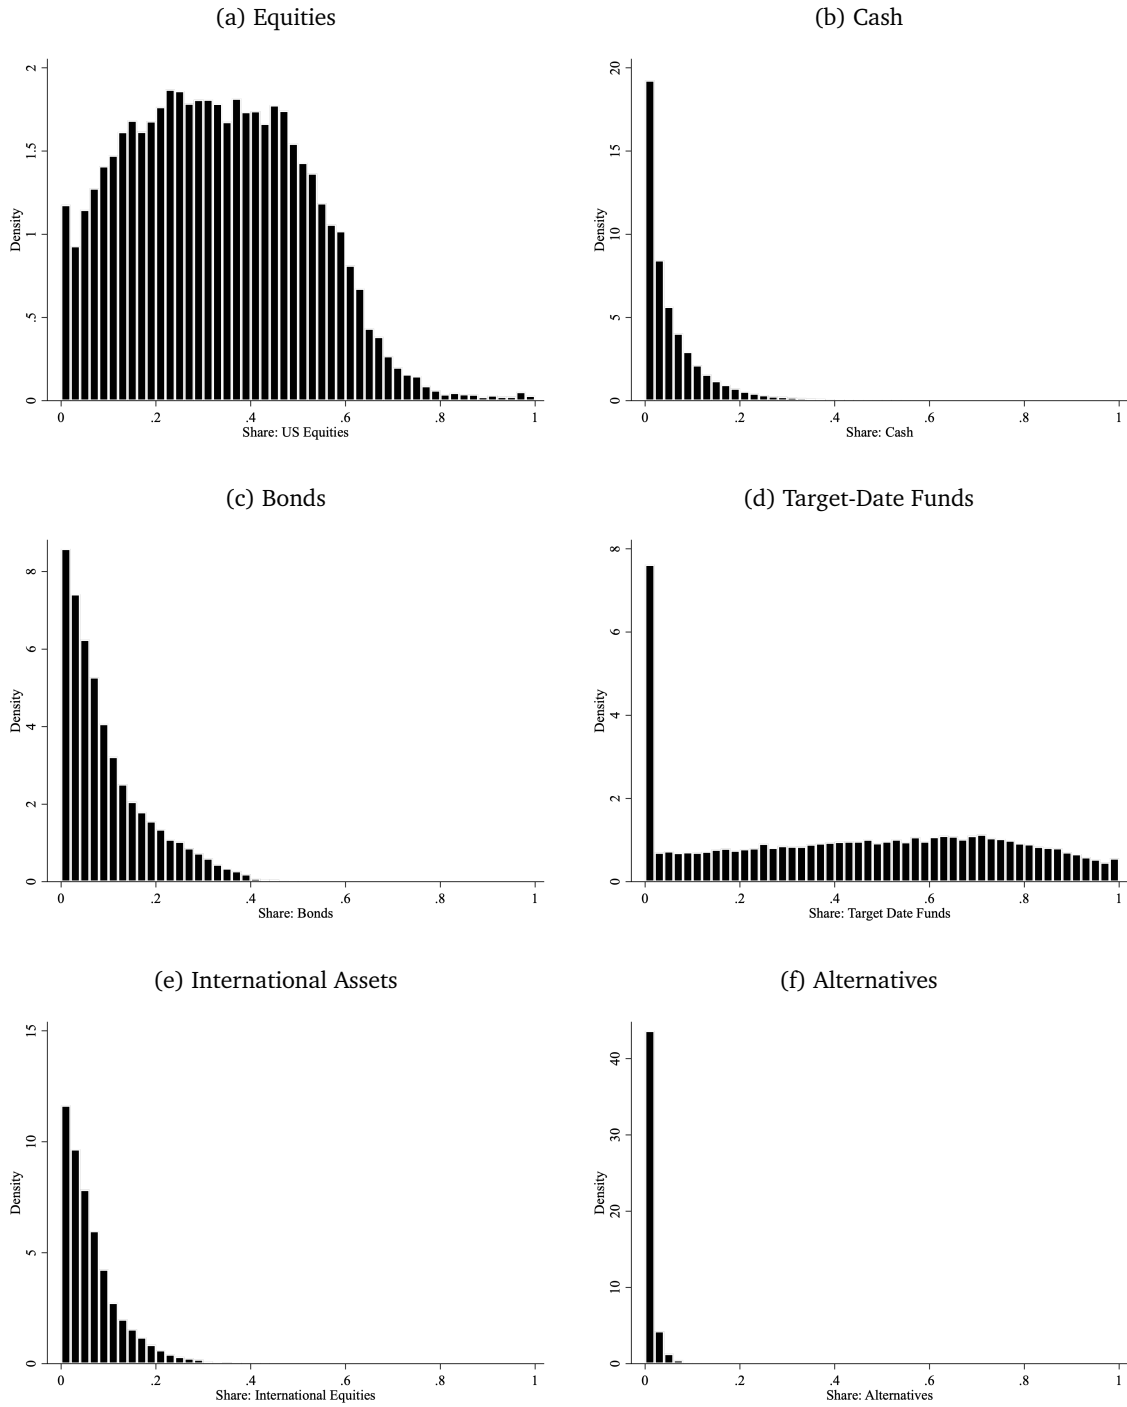 (a) Equities
Density
2
1.5
1
.5
0
0 .2 .4 .6 .8 1
Share: US Equities
(b) Cash
Density
20
15
10
5
0
0 .2 .4 .6 .8 1
Share: Cash
(c) Bonds
Density
8
6
4
2
0
0 .2 .4 .6 .8 1
Share: Bonds
(d) Target-Date Funds
Density
8
6
4
2
0
0 .2 .4 .6 .8 1
Share: Target Date Funds
(e) International Assets
Density
15
10
5
0
0 .2 .4 .6 .8 1
Share: International Equities
(f) Alternatives
Density
40
30
20
10
0
0 .2 .4 .6 .8 1
Share: Alternatives